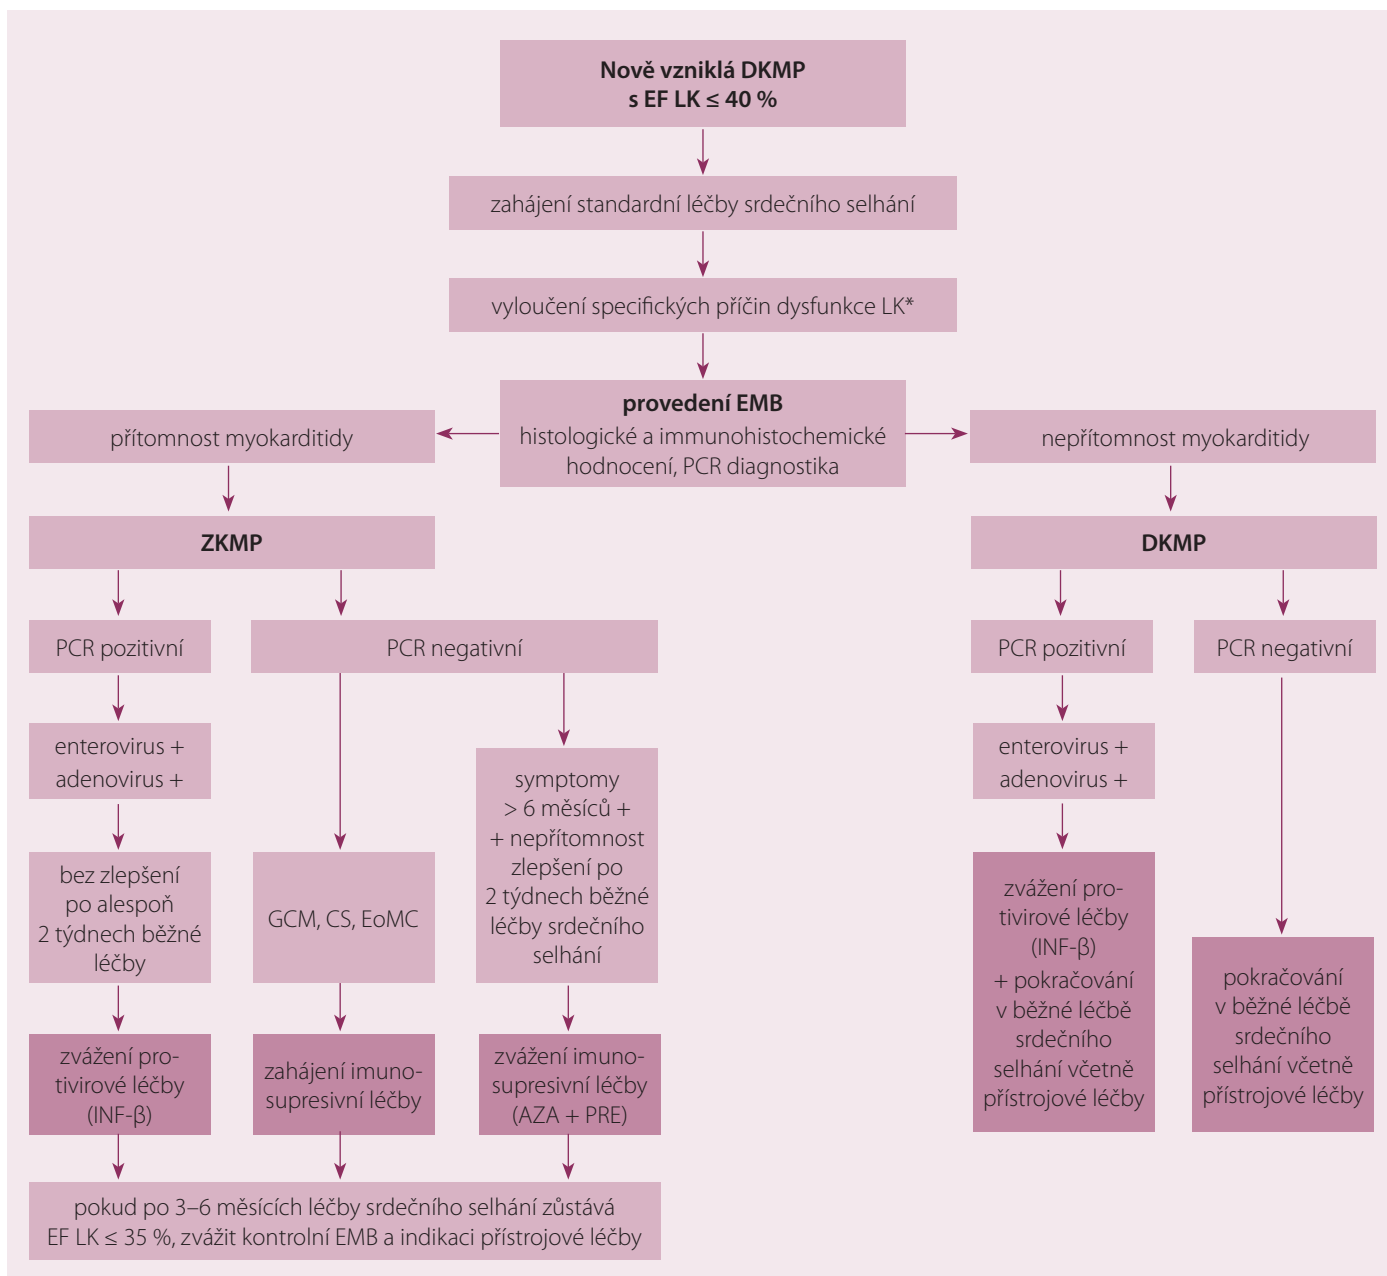 Nově vzniklá DKMP
s EF LK ≤ 40 %
zahájení standardní léčby srdečního selhání
vyloučení specifických příčin dysfunkce LK*
provedení EMB
histologické a immunohistochemické
hodnocení, PCR diagnostika
přítomnost myokarditidy
nepřítomnost myokarditidy
ZKMP
DKMP
PCR pozitivní
PCR negativní
PCR pozitivní
PCR negativní
enterovirus +
adenovirus +
bez zlepšení
po alespoň
2 týdnech běžné
léčby
GCM, CS, EoMC
symptomy
> 6 měsíců +
+ nepřítomnost
zlepšení po
2 týdnech běžné
léčby srdečního
selhání
enterovirus +
adenovirus +
zvážení pro-
tivirové léčby
(INF-β)
+ pokračování
v běžné léčbě
srdečního
selhání včetně
přístrojové léčby
pokračování
v běžné léčbě
srdečního
selhání včetně
přístrojové léčby
zvážení pro-
tivirové léčby
(INF-β)
zahájení imuno-
supresivní léčby
zvážení imuno-
supresivní léčby
(AZA + PRE)
pokud po 3–6 měsících léčby srdečního selhání zůstává
EF LK ≤ 35 %, zvážit kontrolní EMB a indikaci přístrojové léčby